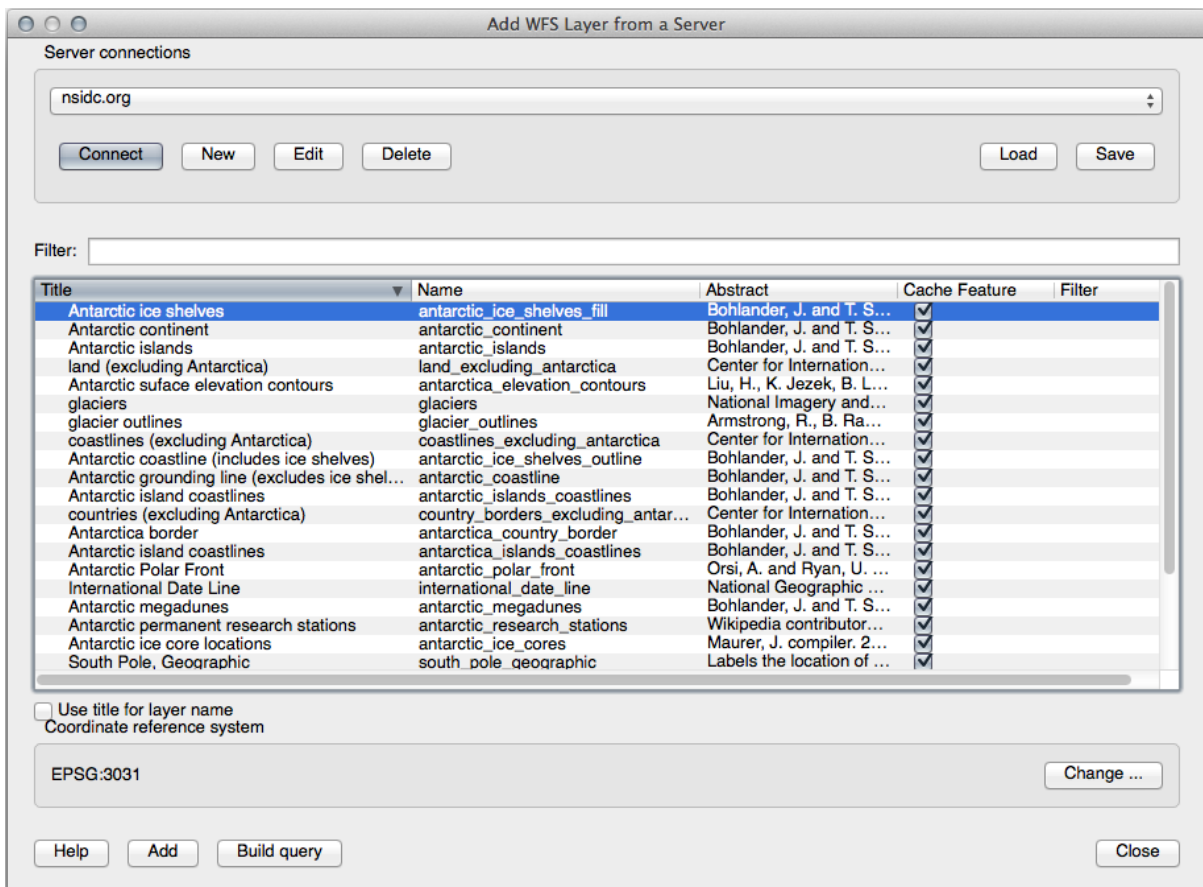 Add WFS Layer from a Server
Server connections
nsidc.org
Connect New Edit Delete Load Save
Filter:
Title Name Abstract Cache Feature Filter
Antarctic ice shelves antarctic_ice_shelves_fill Bohlander, J. and T. S...
Antarctic continent antarctic_continent Bohlander, J. and T. S...
Antarctic islands antarctic_islands Bohlander, J. and T. S...
land (excluding Antarctica) land_excluding_antarctica Center for Internation...
Antarctic suface elevation contours antarctica_elevation_contours Liu, H., K. Jezek, B. L...
glaciers glaciers National Imagery and...
glacier outlines glacier_outlines Armstrong, R., B. Ra...
coastlines (excluding Antarctica) coastlines_excluding_antarctica Center for Internation...
Antarctic coastline (includes ice shelves) antarctic_ice_shelves_outline Bohlander, J. and T. S...
Antarctic grounding line (excludes ice shel... antarctic_coastline Bohlander, J. and T. S...
Antarctic island coastlines antarctic_islands_coastlines Bohlander, J. and T. S...
countries (excluding Antarctica) country_borders_excluding_antar... Center for Internation...
Antarctica border antarctica_country_border Bohlander, J. and T. S...
Antarctic island coastlines antarctica_islands_coastlines Bohlander, J. and T. S...
Antarctic Polar Front antarctic_polar_front Orsi, A. and Ryan, U. ...
International Date Line international_date_line National Geographic ...
Antarctic megadunes antarctic_megadunes Bohlander, J. and T. S...
Antarctic permanent research stations antarctic_research_stations Wikipedia contributor...
Antarctic ice core locations antarctic_ice_cores Maurer, J. compiler. 2...
South Pole, Geographic south_pole_geographic Labels the location of ...
Use title for layer name
Coordinate reference system
EPSG:3031 Change ...
Help Add Build query Close